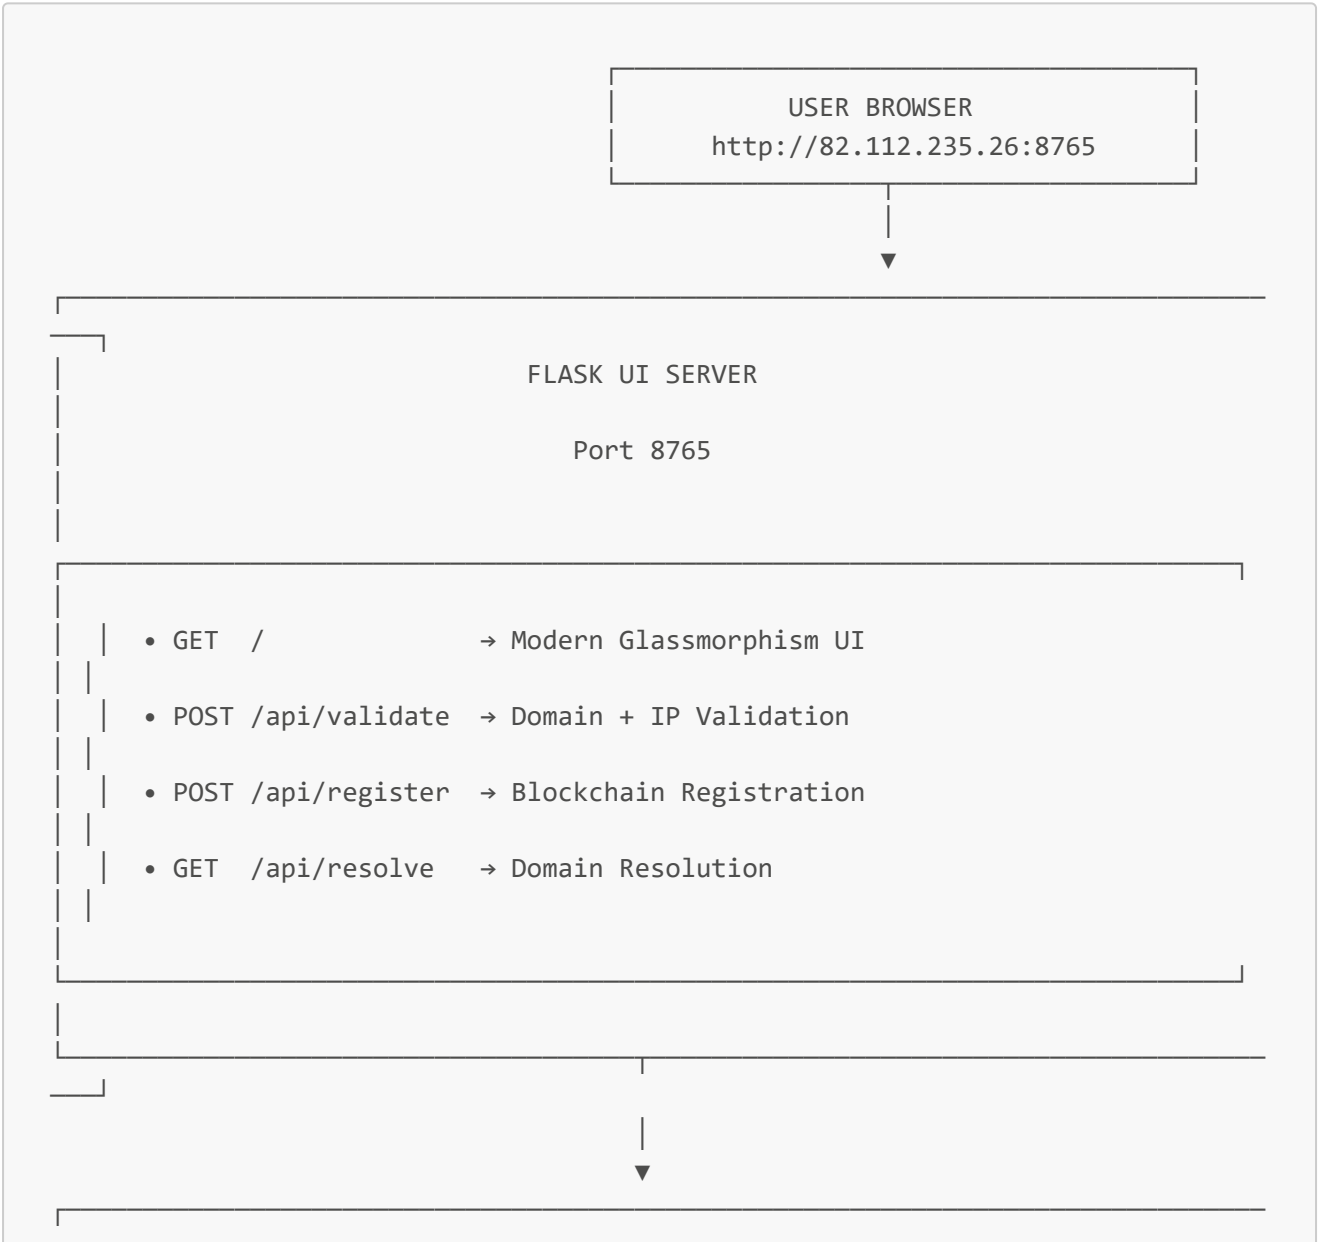 USER BROWSER
http://82.112.235.26:8765
▼
FLASK UI SERVER
Port 8765
• GET / → Modern Glassmorphism UI
• POST /api/validate → Domain + IP Validation
• POST /api/register → Blockchain Registration
• GET /api/resolve → Domain Resolution
▼